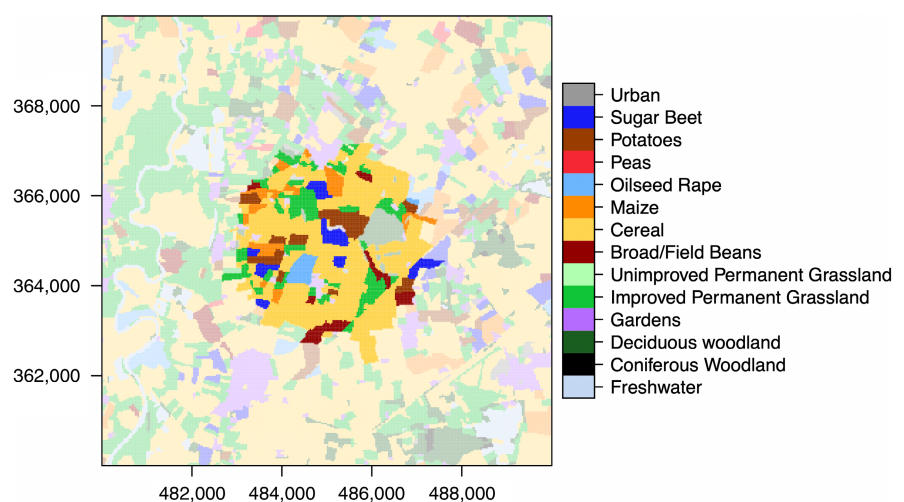 368,000
366,000
364,000
362,000
482,000 484,000 486,000 488,000
Urban
Sugar Beet
Potatoes
Peas
Oilseed Rape
Maize
Cereal
Broad/Field Beans
Unimproved Permanent Grassland
Improved Permanent Grassland
Gardens
Deciduous woodland
Coniferous Woodland
Freshwater